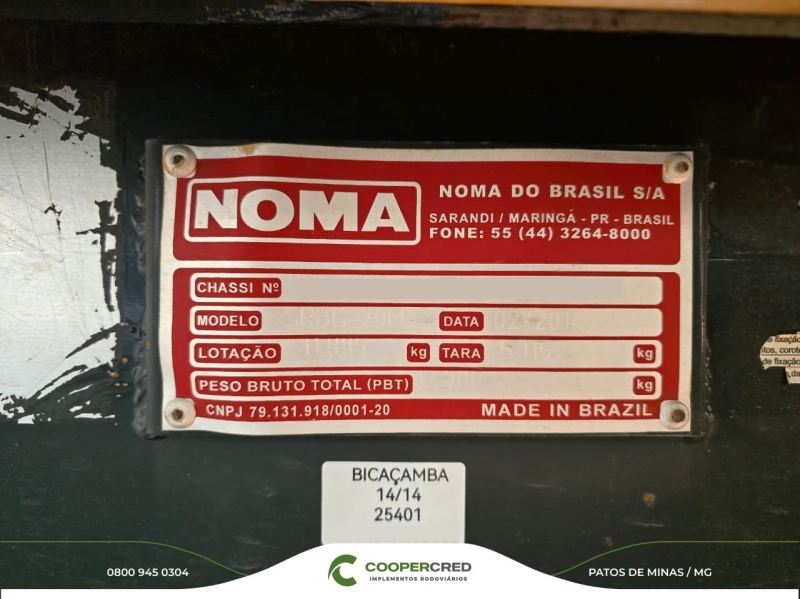 NOMA
NOMA DO BRASIL S/A
SARANDI / MARINGÁ - PR - BRASIL
FONE: 55 (44) 3264-8000
CHASSI Nº
MODELO DATA
LOTAÇÃO kg TARA kg
PESO BRUTO TOTAL (PBT) kg
CNPJ 79.131.918/0001-20 MADE IN BRAZIL
BICAÇAMBA
14/14
25401
0800 945 0304
COOPERCRED
IMPLEMENTOS RODOVIÁRIOS
PATOS DE MINAS / MG